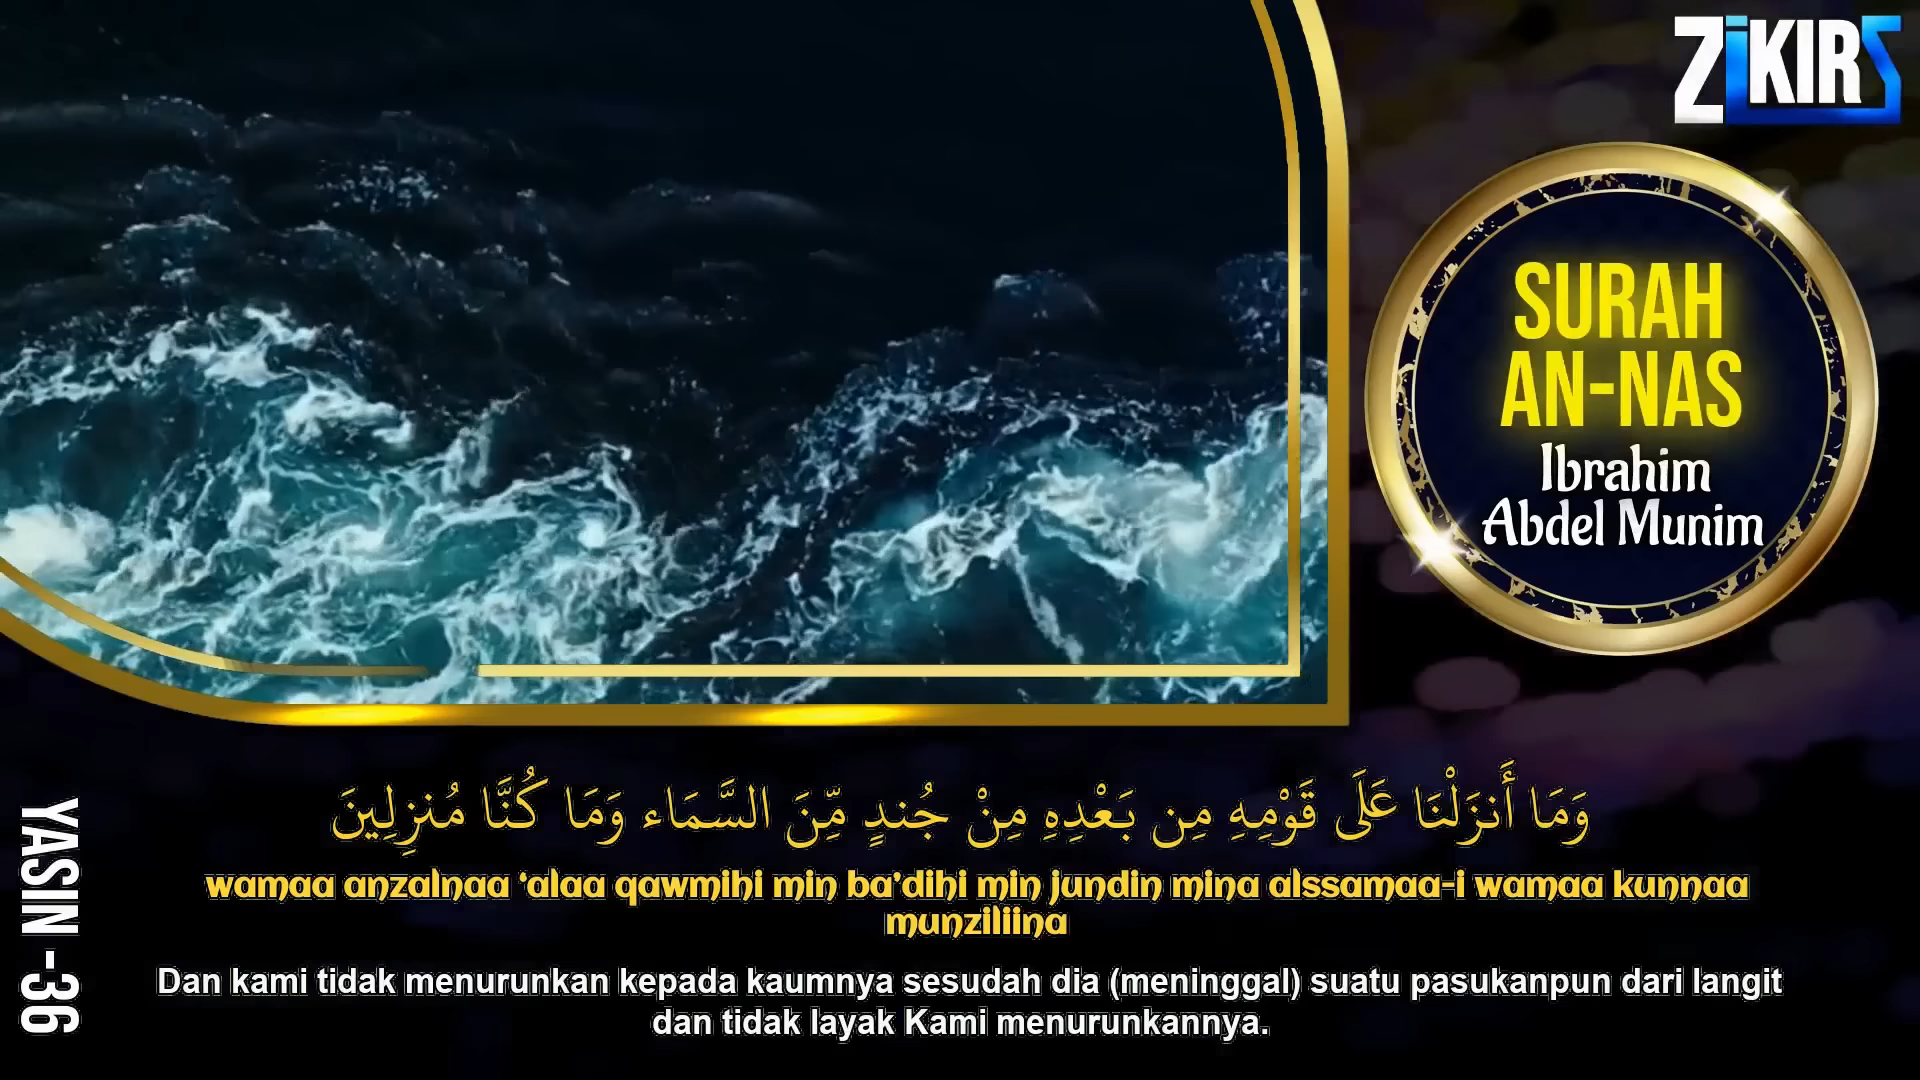 ZiKIRS
SURAH
AN-NAS
Ibrahim
Abdel Munim
وَمَا أَنزَلْنَا عَلَى قَوْمِهِ مِن بَعْدِهِ مِنْ جُندٍ مِّنَ السَّمَاء وَمَا كُنَّا مُنزِلِينَ
wamaa anzalnaa ‘alaa qawmihi min ba’dihi min jundin mina alssamaa-i wamaa kunnaa
munziliina
Dan kami tidak menurunkan kepada kaumnya sesudah dia (meninggal) suatu pasukanpun dari langit
dan tidak layak Kami menurunkannya.
YASIN -36